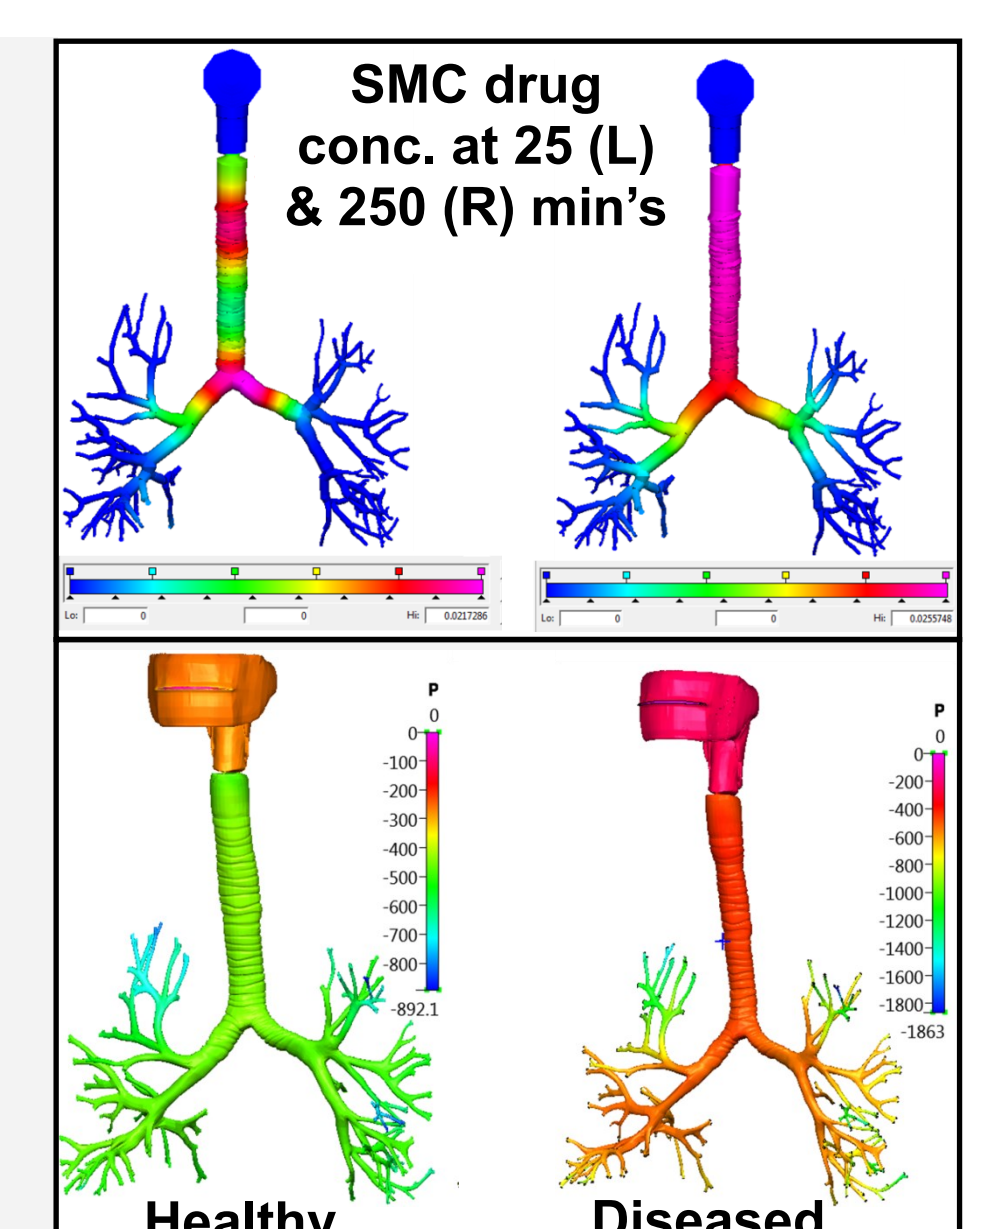 SMC drug
conc. at 25 (L)
& 250 (R) min's
Lo: 0 0 Hi: 0.0217286
Lo: 0 0 Hi: 0.0255748
P
0
0
-100
-200
-300
-400
-500
-600
-700
-800
-892.1
P
0
0
-200
-400
-600
-800
-1000
-1200
-1400
-1600
-1800
-1863
Healthy
Diseased